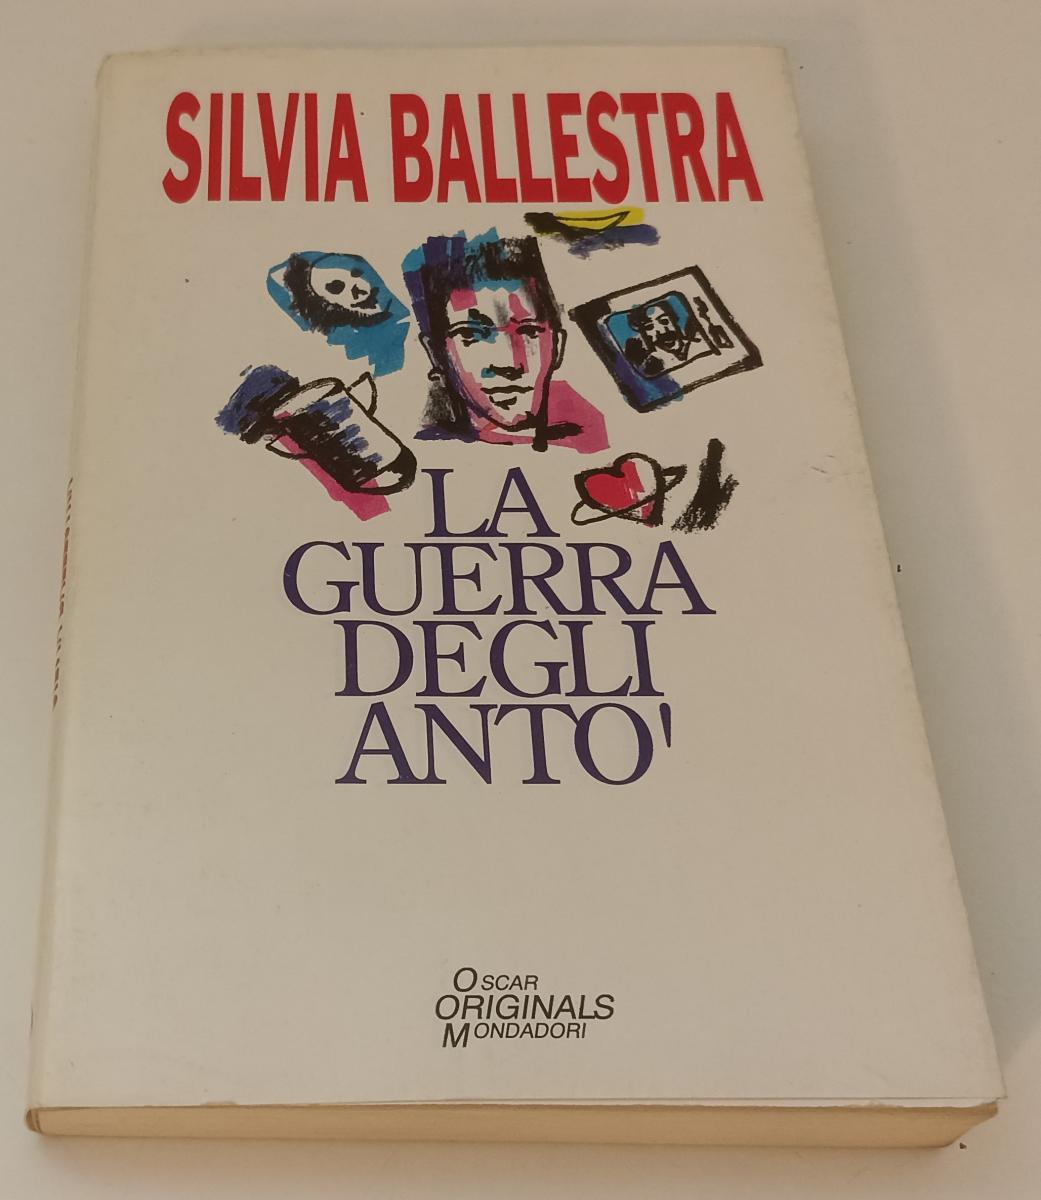 SILVIA BALLESTRA
LA
GUERRA
DEGLI
ANTO'
OSCAR
ORIGINALS
MONDADORI